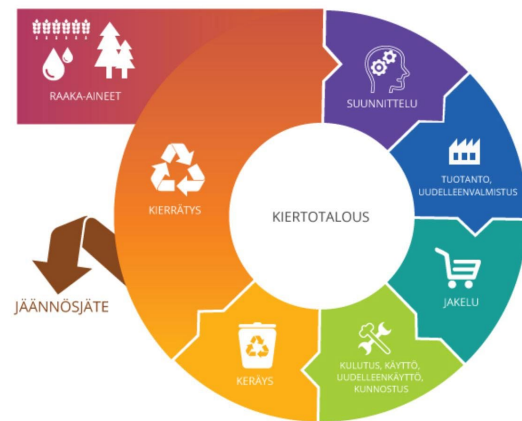 RAAKA-AINEET
SUUNNITTELU
TUOTANTO,
UUDELLEENVALMISTUS
KIERRÄTYS
KIERTOTALOUS
JAKELU
JÄÄNNÖSJÄTE
KERÄYS
KULUTUS, KÄYTTÖ,
UUDELLEENKÄYTTÖ,
KUNNOSTUS